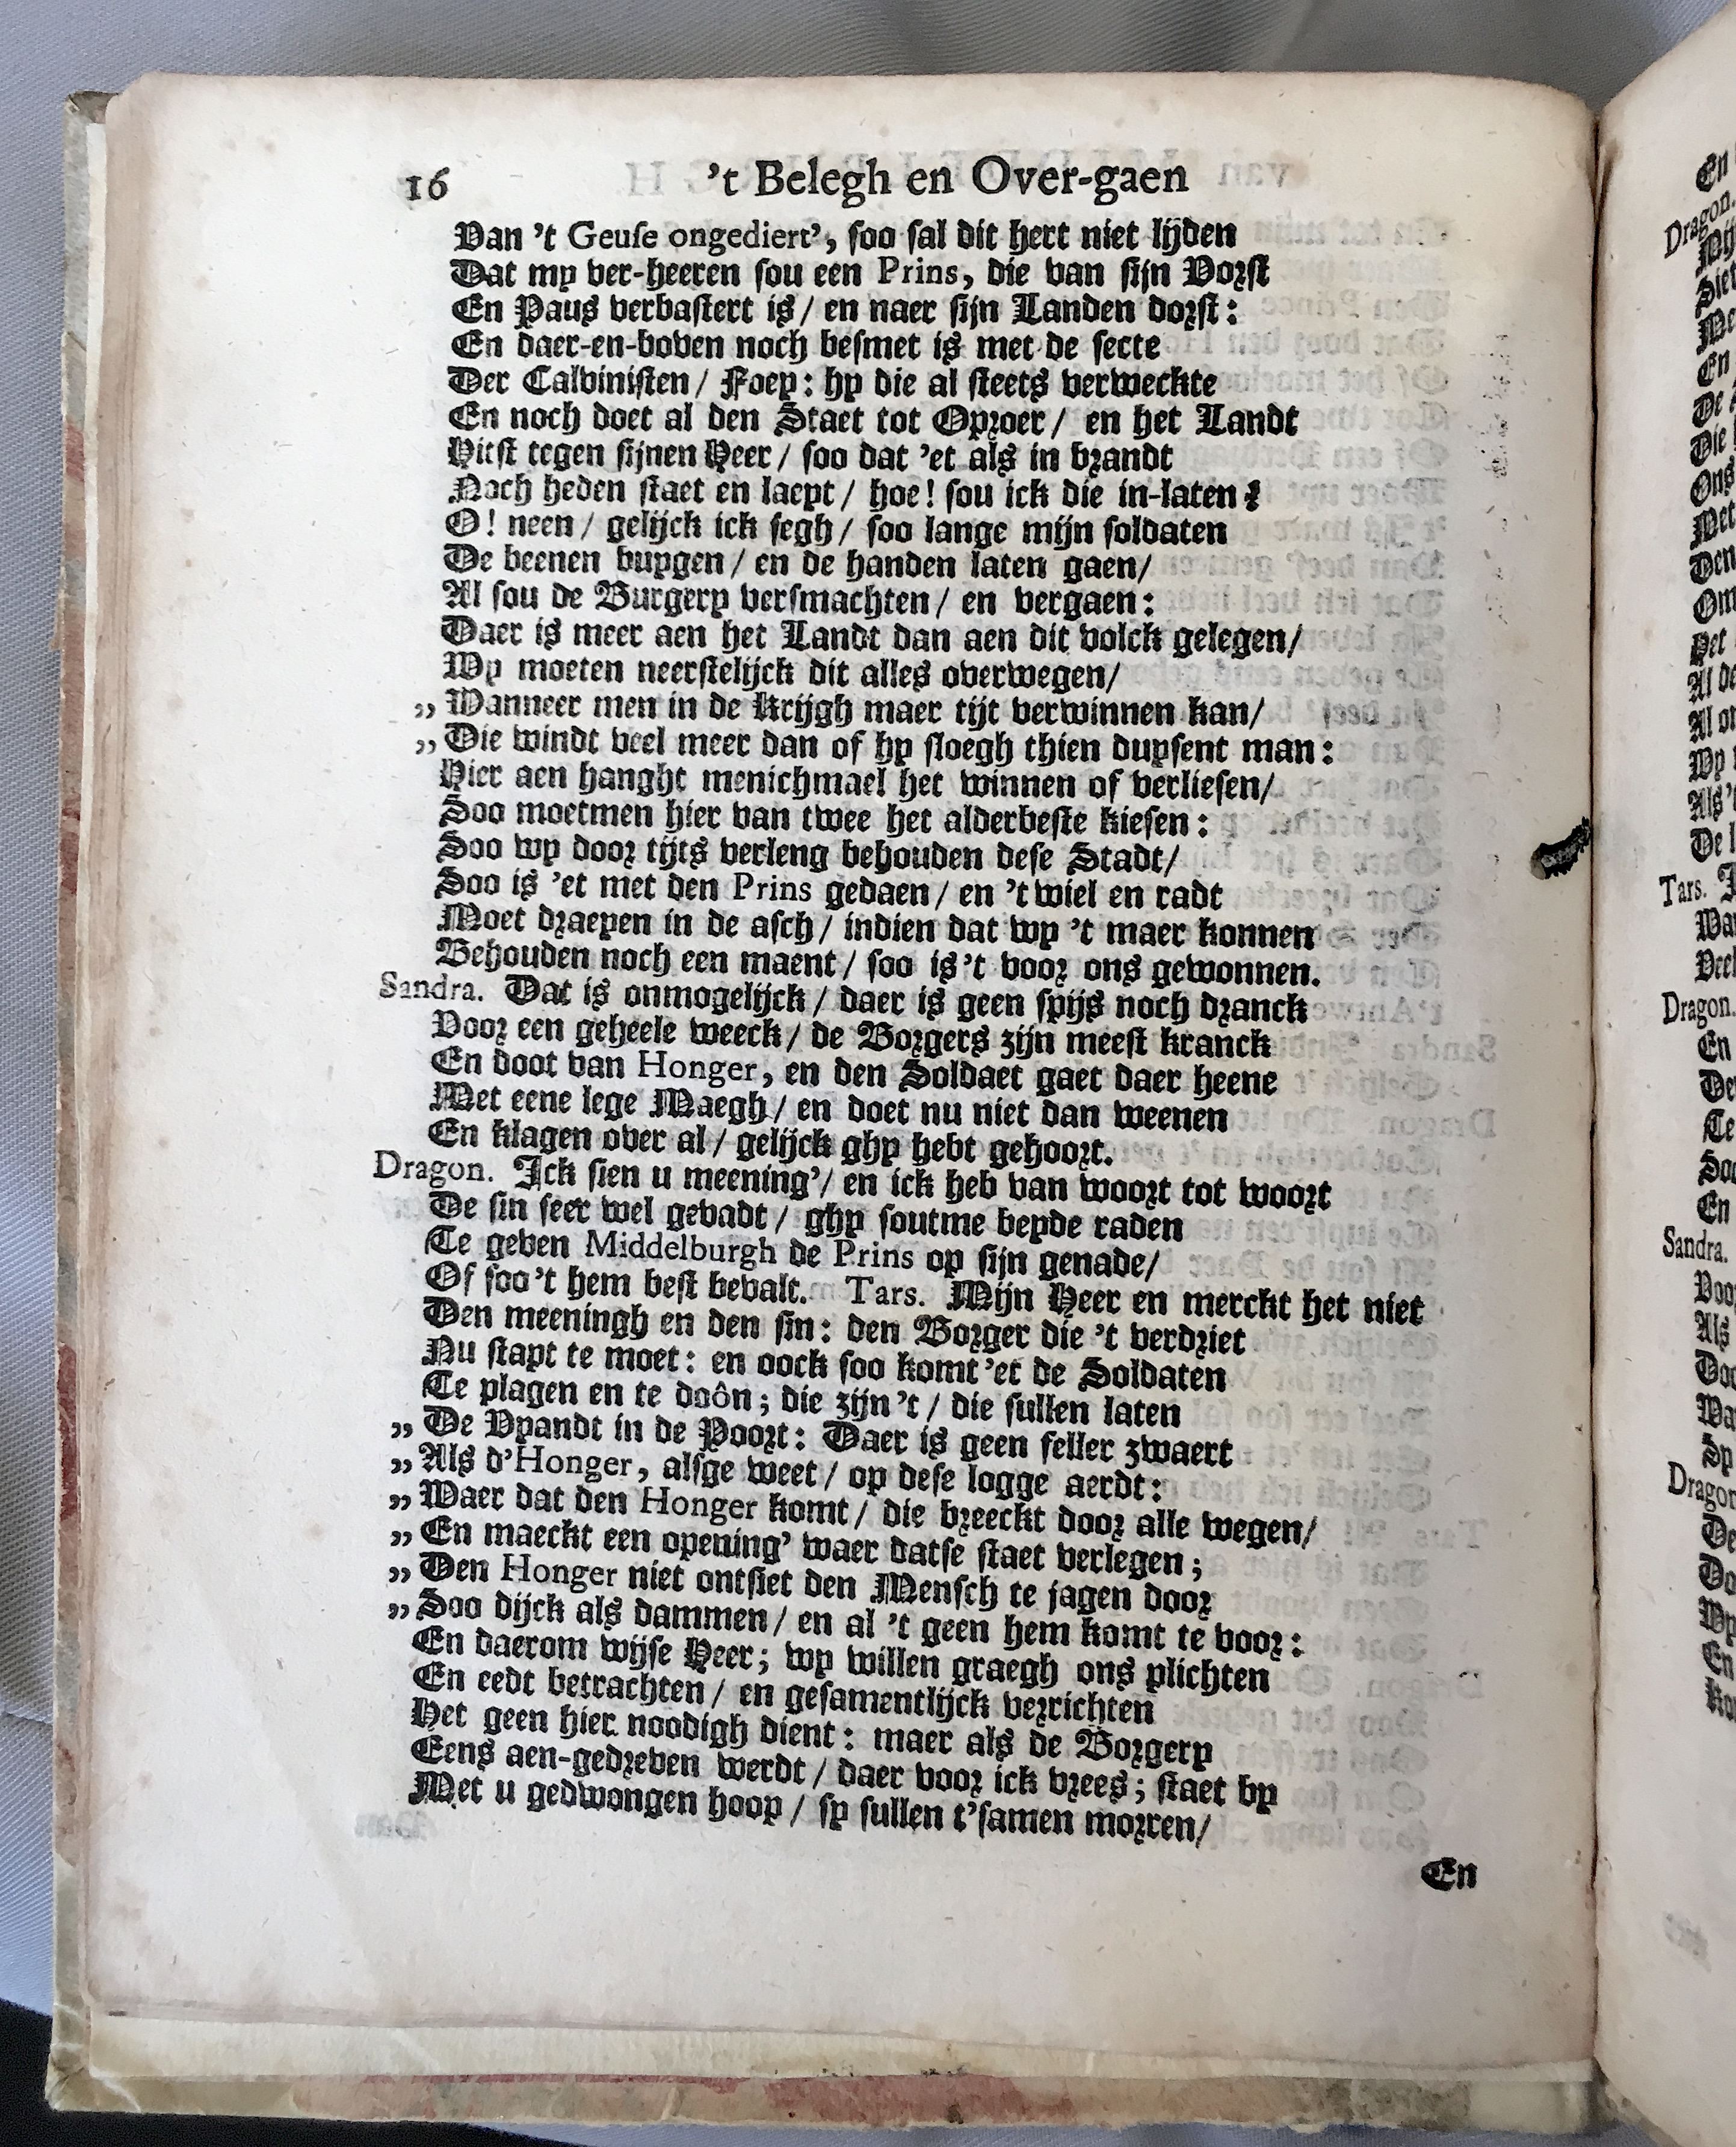 16 't Belegh en Over-gaen
Van 't Geuse ongediert', soo sal dit hert niet lijden
Dat my ver-heeren sou een Prins, die van sijn Vorst
En Paus verbastert is/ en naer sijn Landen dorst:
En daer-en-boven noch besmet is met de secte
Der Calvinisten/ Foey: hy die al steets verweckte
En noch doet al den Staet tot Oproer/ en het Landt
Hitst tegen sijnen Heer/ soo dat 'et als in brandt
Noch heden staet en laeyt/ hoe! sou ick die in-laten?
O! neen/ gelijck ick segh/ soo lange mijn soldaten
De beenen buygen/ en de handen laten gaen/
Al sou de Burgery versmachten/ en vergaen:
Daer is meer aen het Landt dan aen dit volck gelegen/
Wy moeten neerstelijck dit alles overwegen/
„ Wanneer men in de Krijgh maer tijt verwinnen kan/
„ Die windt veel meer dan of hy sloegh thien duysent man:
Hier aen hanght menichmael het winnen of verliesen/
Soo moetmen hier van twee het alderbeste kiesen:
Soo wy door tijts verleng behouden dese Stadt/
Soo is 'et met den Prins gedaen/ en 't wiel en radt
Moet draeyen in de asch/ indien dat wy 't maer konnen
Behouden noch een maent/ soo is't voor ons gewonnen.
Sandra. Dat is onmogelijck/ daer is geen spijs noch dranck
Voor een geheele weeck/ de Borgers zijn meest kranck
En doot van Honger, en den Soldaet gaet daer heene
Met eene lege Maegh/ en doet nu niet dan weenen
En klagen over al/ gelijck ghy hebt gehoort.
Dragon. Ick sien u meening'/ en ick heb van woort tot woort
De sin seer wel gevadt/ ghy soutme beyde raden
Te geven Middelburgh de Prins op sijn genade/
Of soo 't hem best bevalt. Tars. Mijn Heer en merckt het niet
Den meeningh en den sin: den Borger die 't verdriet
Nu stapt te moet: en oock soo komt 'et de Soldaten
Te plagen en te doôn; die zijn 't/ die sullen laten
„ De Vyandt in de Poort: Daer is geen feller zwaert
„ Als d'Honger, alsge weet/ op dese logge aerdt:
„ Waer dat den Honger komt/ die breeckt door alle wegen/
„ En maeckt een opening' waer datse staet verlegen;
„ Den Honger niet ontsiet den Mensch te jagen door
„ Soo dijck als dammen/ en al 't geen hem komt te voor:
En daerom wijse Heer; wy willen graegh ons plichten
En eedt betrachten/ en gesamentlijck verrichten
Het geen hier noodigh dient: maer als de Borgery
Eens aen-gedreven werdt/ daer voor ick vrees; staet by
Met u gedwongen hoop/ sy sullen t'samen morren/
En